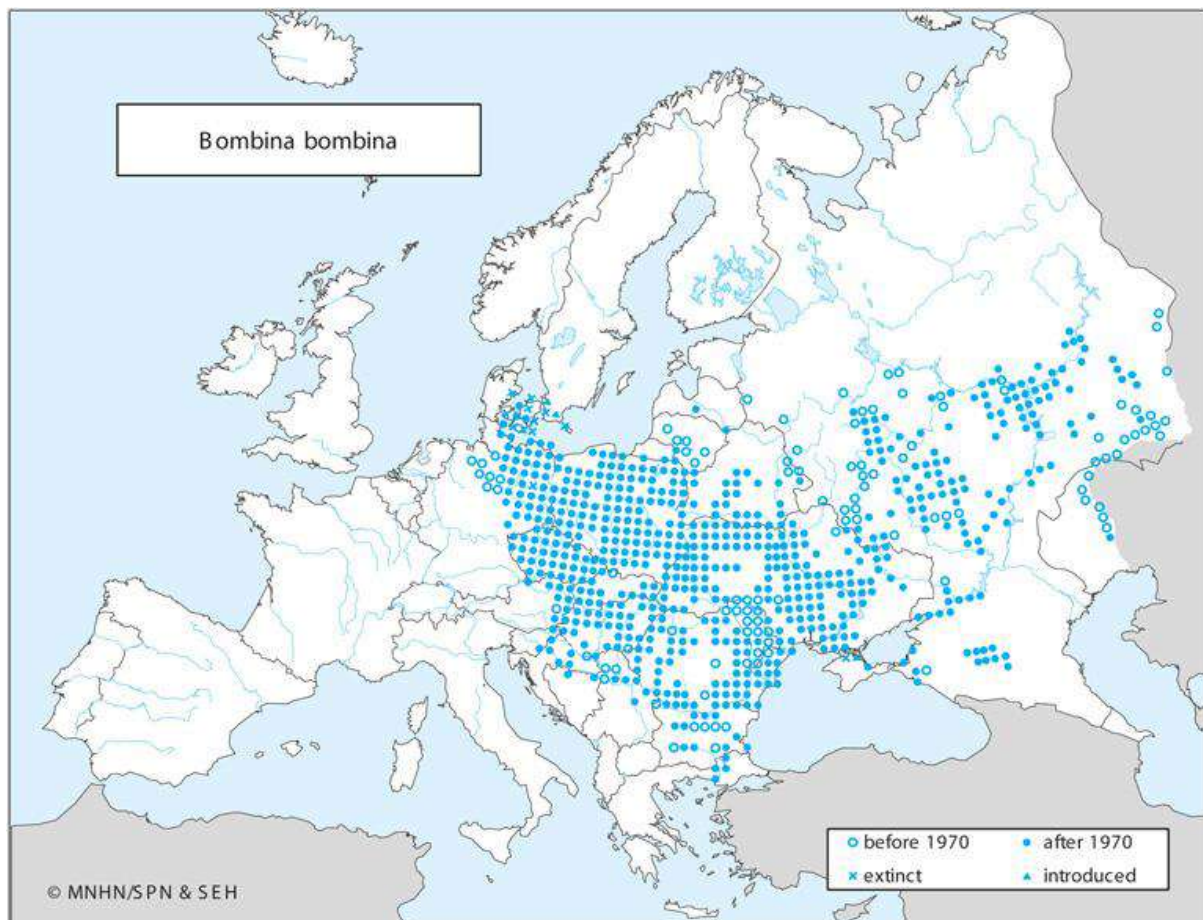 Bombina bombina
before 1970
after 1970
extinct
introduced
© MNHN/SPN & SEH